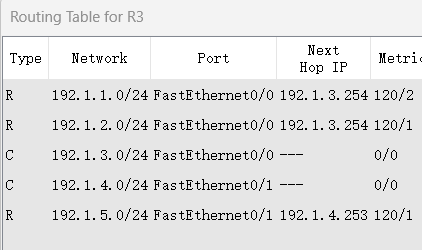 Routing Table for R3
Type Network Port Next Hop IP Metric
R 192.1.1.0/24 FastEthernet0/0 192.1.3.254 120/2
R 192.1.2.0/24 FastEthernet0/0 192.1.3.254 120/1
C 192.1.3.0/24 FastEthernet0/0 --- 0/0
C 192.1.4.0/24 FastEthernet0/1 --- 0/0
R 192.1.5.0/24 FastEthernet0/1 192.1.4.253 120/1